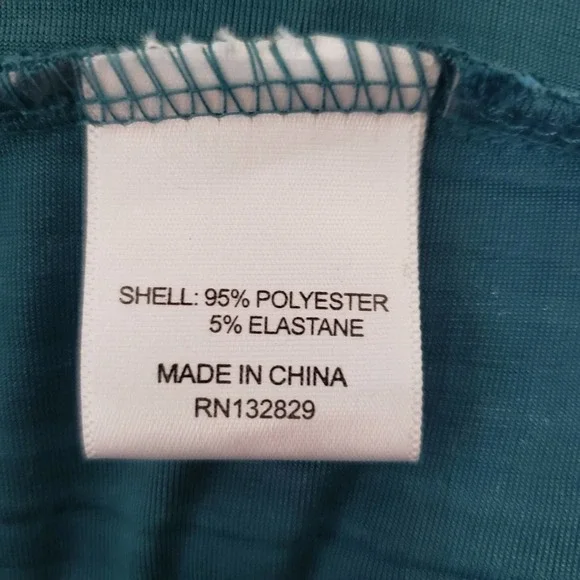 SHELL: 95% POLYESTER
5% ELASTANE
MADE IN CHINA
RN132829